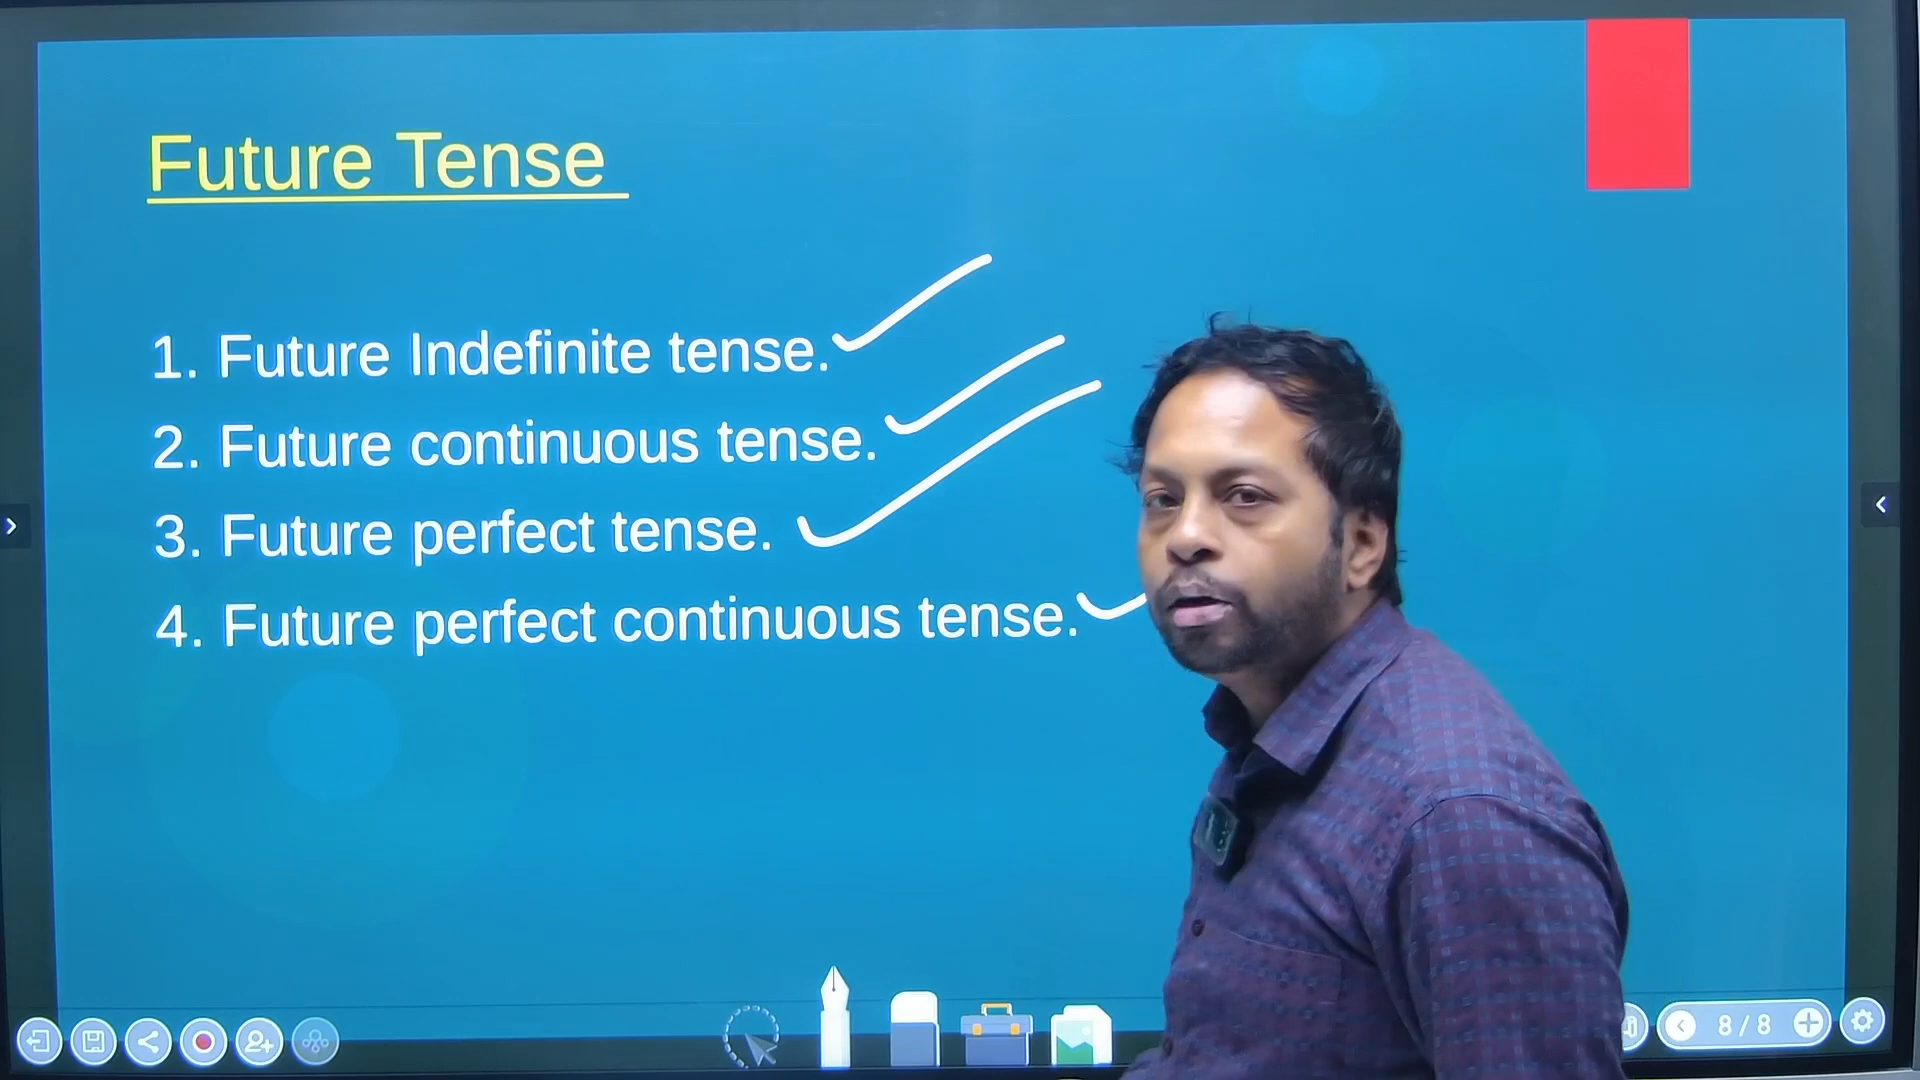 Future Tense
1. Future Indefinite tense.
2. Future continuous tense.
3. Future perfect tense.
4. Future perfect continuous tense.
8/8